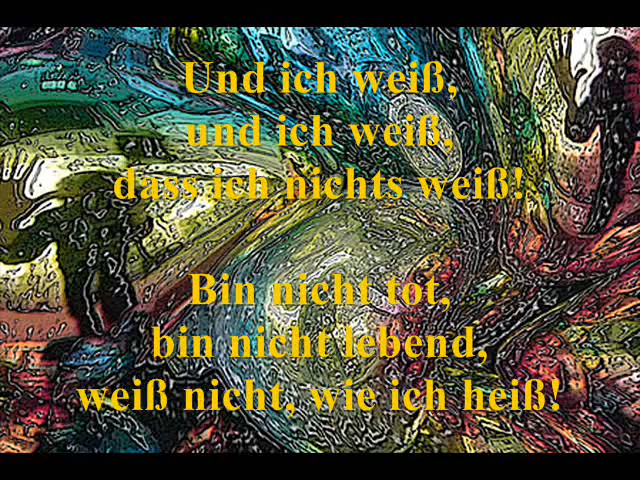 Und ich weiß,
und ich weiß,
dass ich nichts weiß!
Bin nicht tot,
bin nicht lebend,
weiß nicht, wie ich heiß!